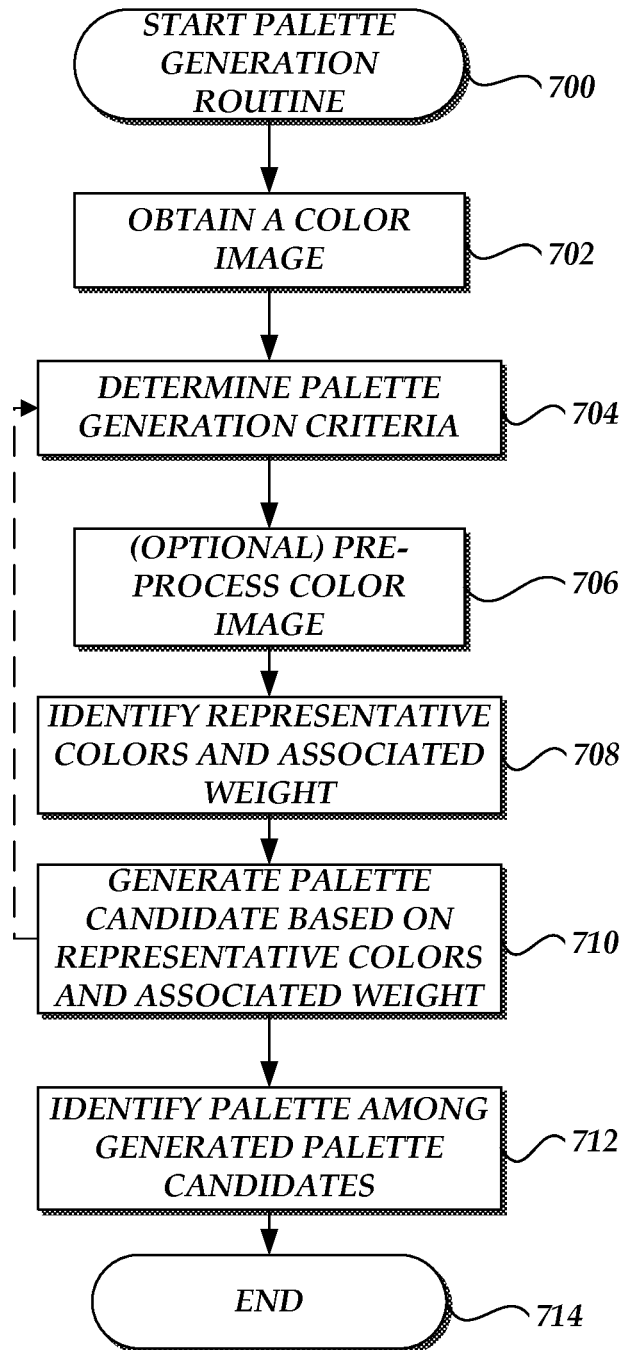 START PALETTE
GENERATION
ROUTINE
700
OBTAIN A COLOR
IMAGE
702
DETERMINE PALETTE
GENERATION CRITERIA
704
(OPTIONAL) PRE-
PROCESS COLOR
IMAGE
706
IDENTIFY REPRESENTATIVE
COLORS AND ASSOCIATED
WEIGHT
708
GENERATE PALETTE
CANDIDATE BASED ON
REPRESENTATIVE COLORS
AND ASSOCIATED WEIGHT
710
IDENTIFY PALETTE AMONG
GENERATED PALETTE
CANDIDATES
712
END
714